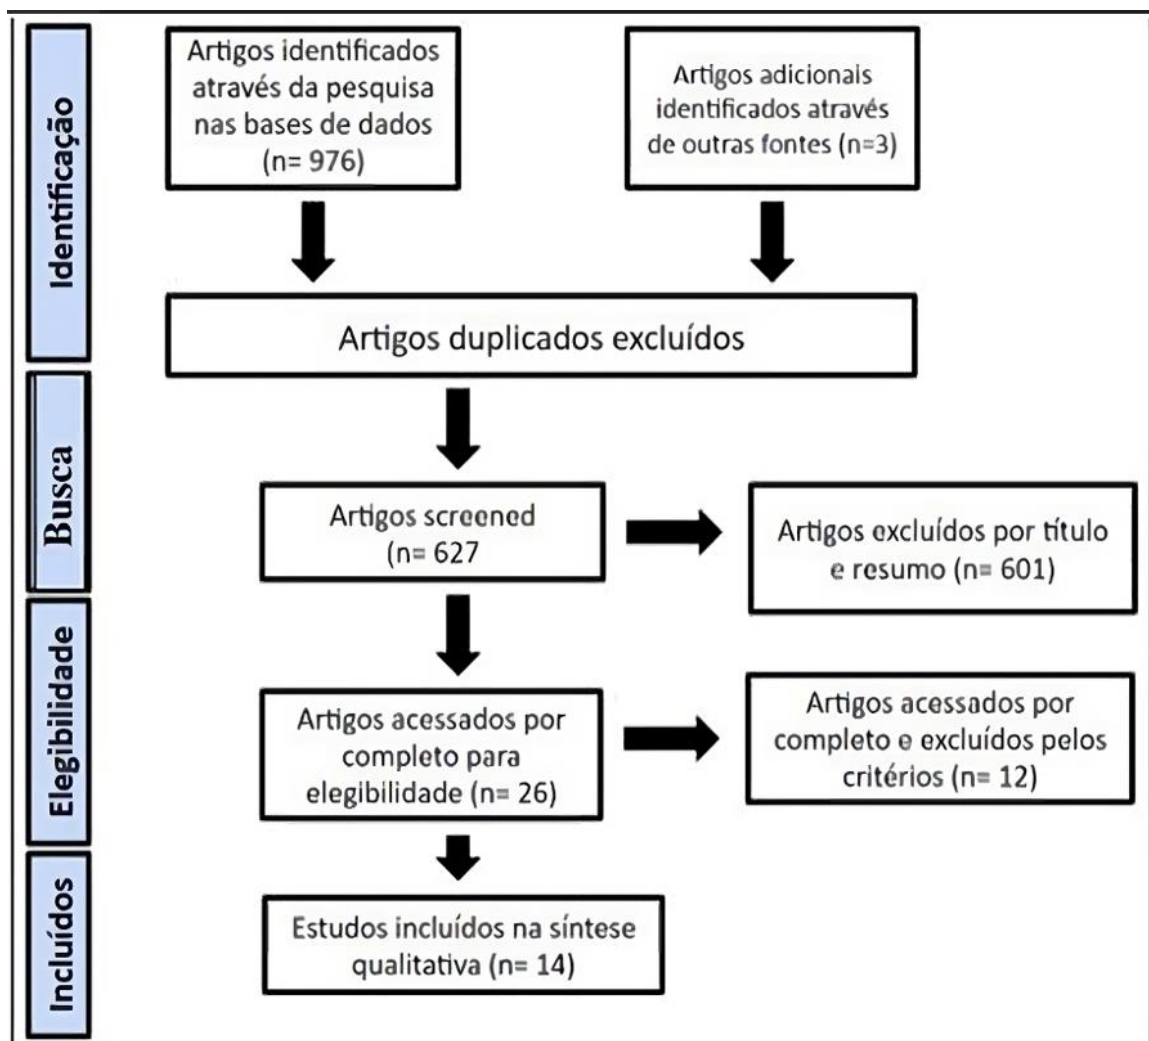 Identificação
Artigos identificados
através da pesquisa
nas bases de dados
(n= 976)
Artigos adicionais
identificados através
de outras fontes (n=3)
Artigos duplicados excluídos
Busca
Artigos screened
(n= 627
Artigos excluídos por título
e resumo (n= 601)
Elegibilidade
Artigos acessados por
completo para
elegibilidade (n= 26)
Artigos acessados por
completo e excluídos pelos
critérios (n= 12)
Incluídos
Estudos incluídos na síntese
qualitativa (n= 14)